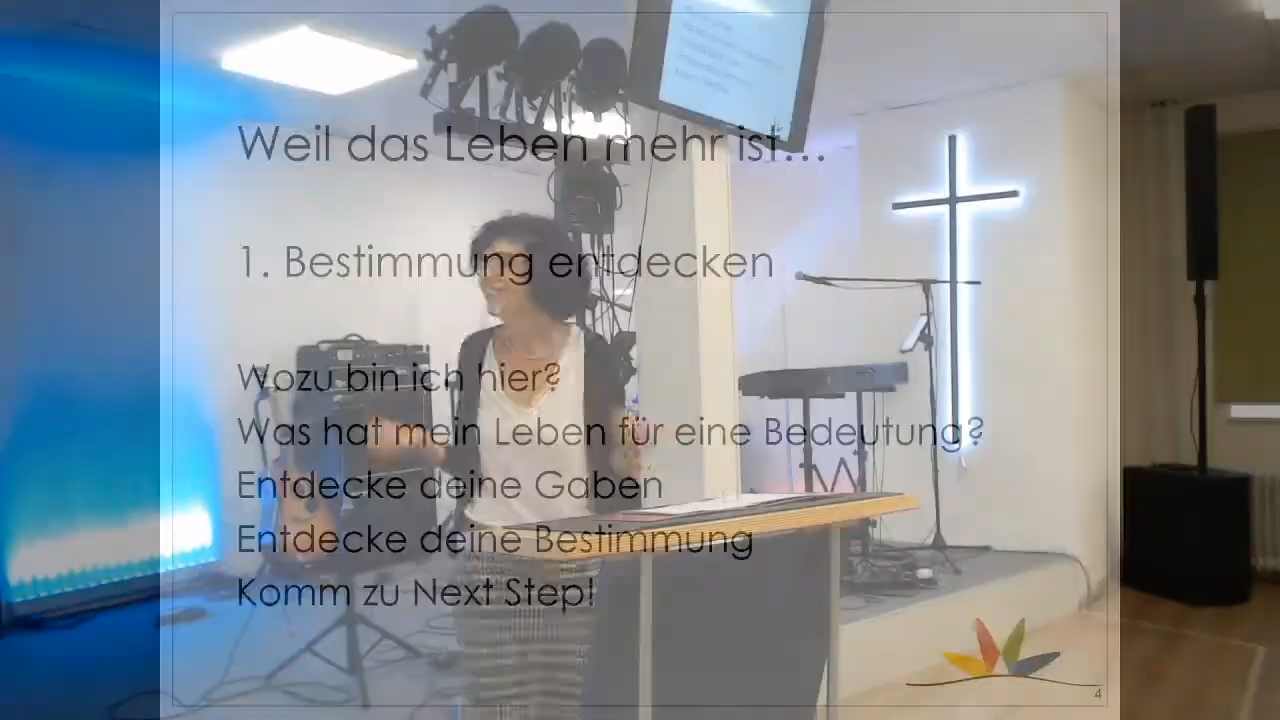 Weil das Leben mehr ist...
1. Bestimmung entdecken
Wozu bin ich hier?
Was hat mein Leben für eine Bedeutung?
Entdecke deine Gaben
Entdecke deine Bestimmung
Komm zu Next Step!
4